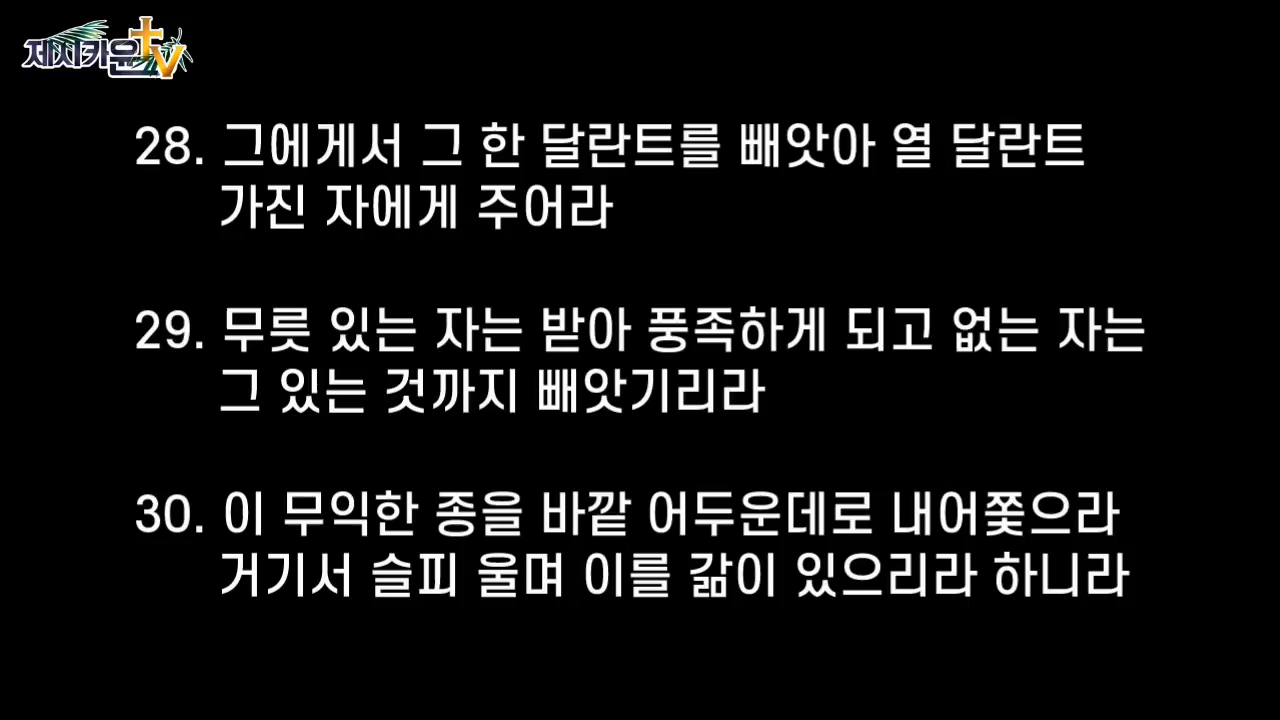 제시카윤TV
28. 그에게서 그 한 달란트를 빼앗아 열 달란트
가진 자에게 주어라
29. 무릇 있는 자는 받아 풍족하게 되고 없는 자는
그 있는 것까지 빼앗기리라
30. 이 무익한 종을 바깥 어두운데로 내어쫓으라
거기서 슬피 울며 이를 갊이 있으리라 하니라